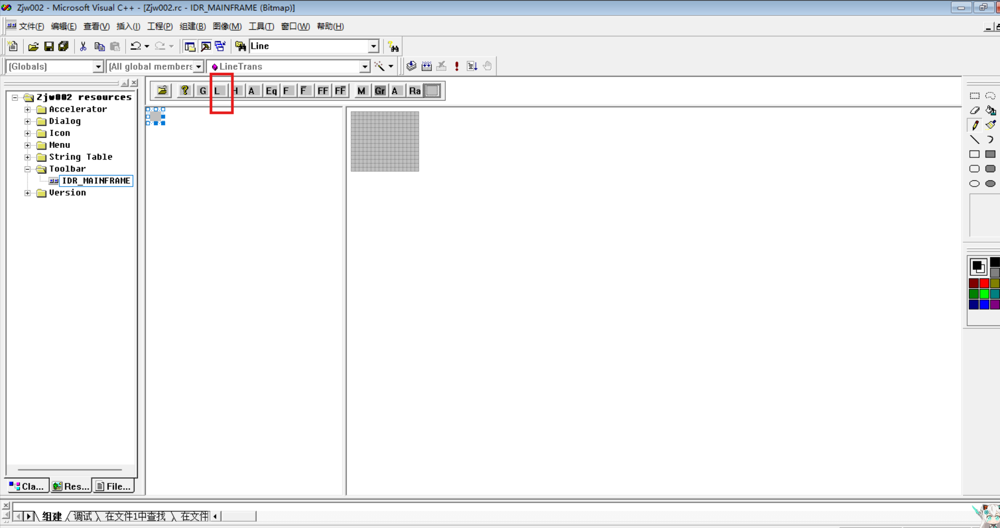 Zjw002 - Microsoft Visual C++ - [Zjw002.rc - IDR_MAINFRAME (Bitmap)]
文件(F) 编辑(E) 查看(V) 插入(I) 工程(P) 组建(B) 图像(M) 工具(T) 窗口(W) 帮助(H)
Line
(Globals) (All global members LineTrans
? G L H A Eq F F̅ FF FF̅ M Gr A Ra
Zjw002 resources
Accelerator
Dialog
Icon
Menu
String Table
Toolbar
IDR_MAINFRAME
Version
Cla... Res... File...
组建 调试 在文件1中查找 在文件